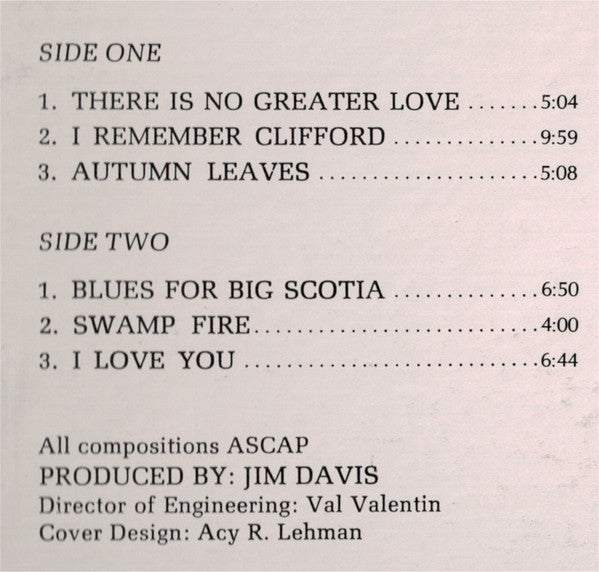 SIDE ONE
1. THERE IS NO GREATER LOVE .......5:04
2. I REMEMBER CLIFFORD ..............9:59
3. AUTUMN LEAVES .....................5:08
SIDE TWO
1. BLUES FOR BIG SCOTIA ..............6:50
2. SWAMP FIRE...........................4:00
3. I LOVE YOU ............................6:44
All compositions ASCAP
PRODUCED BY: JIM DAVIS
Director of Engineering: Val Valentin
Cover Design: Acy R. Lehman